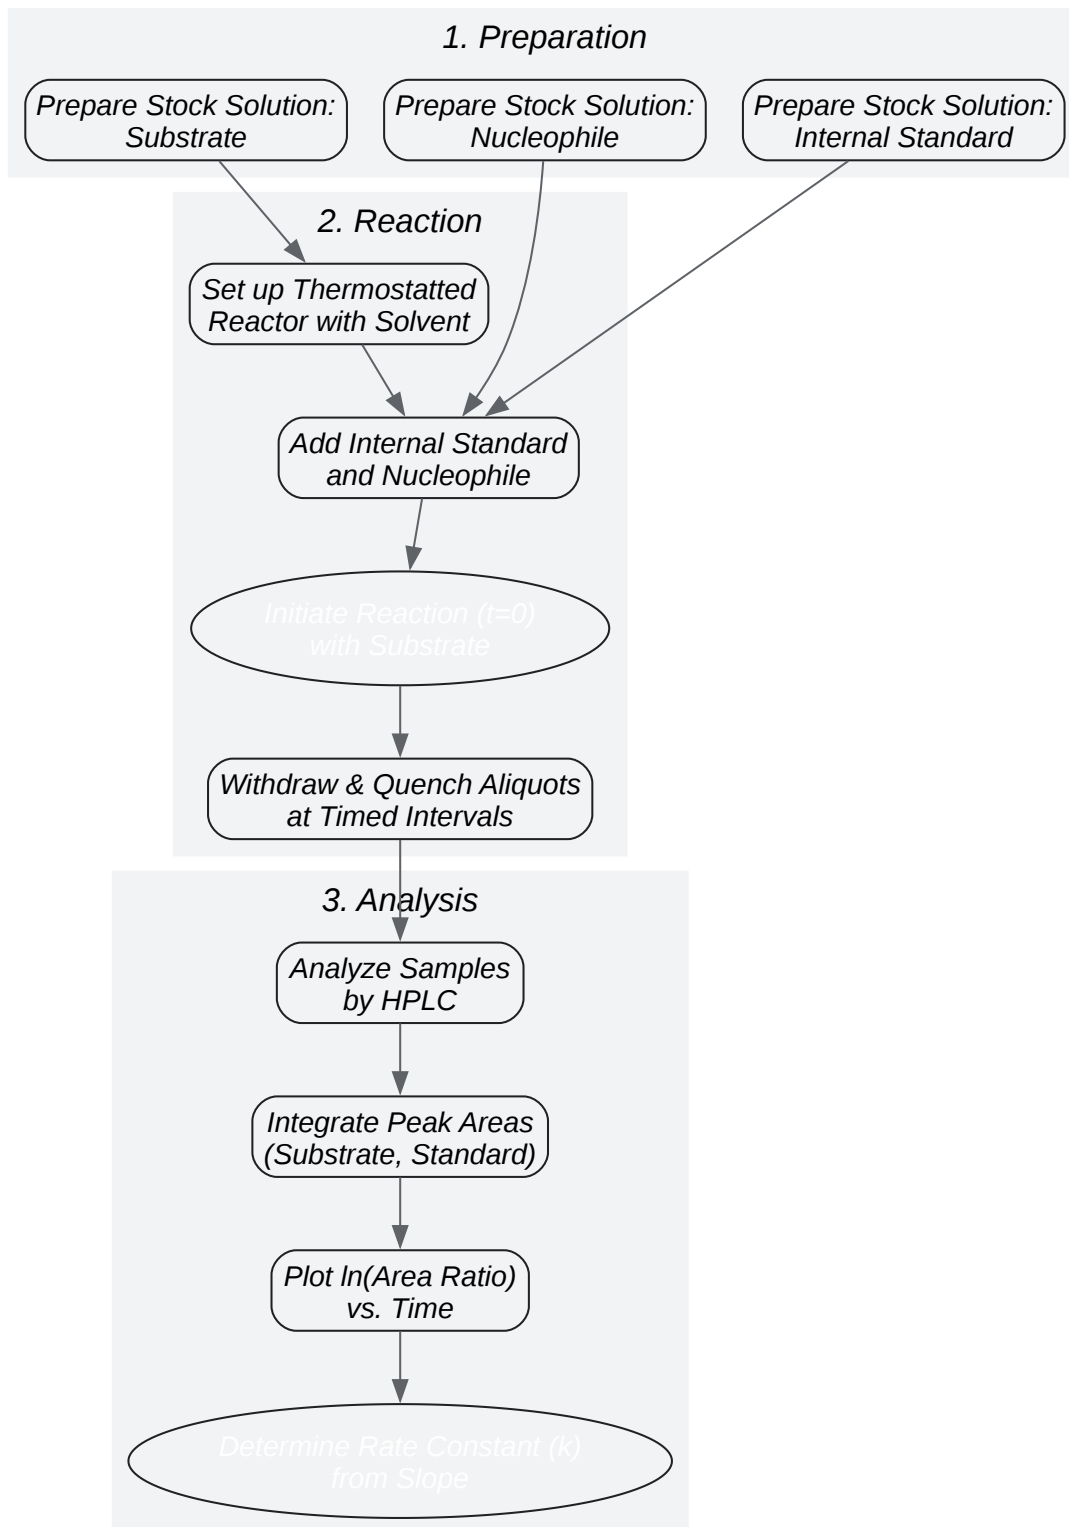 1. Preparation
Prepare Stock Solution:
Substrate
Prepare Stock Solution:
Nucleophile
Prepare Stock Solution:
Internal Standard
2. Reaction
Set up Thermostatted
Reactor with Solvent
Add Internal Standard
and Nucleophile
Initiate Reaction (t=0)
with Substrate
Withdraw & Quench Aliquots
at Timed Intervals
3. Analysis
Analyze Samples
by HPLC
Integrate Peak Areas
(Substrate, Standard)
Plot ln(Area Ratio)
vs. Time
Determine Rate Constant (k)
from Slope